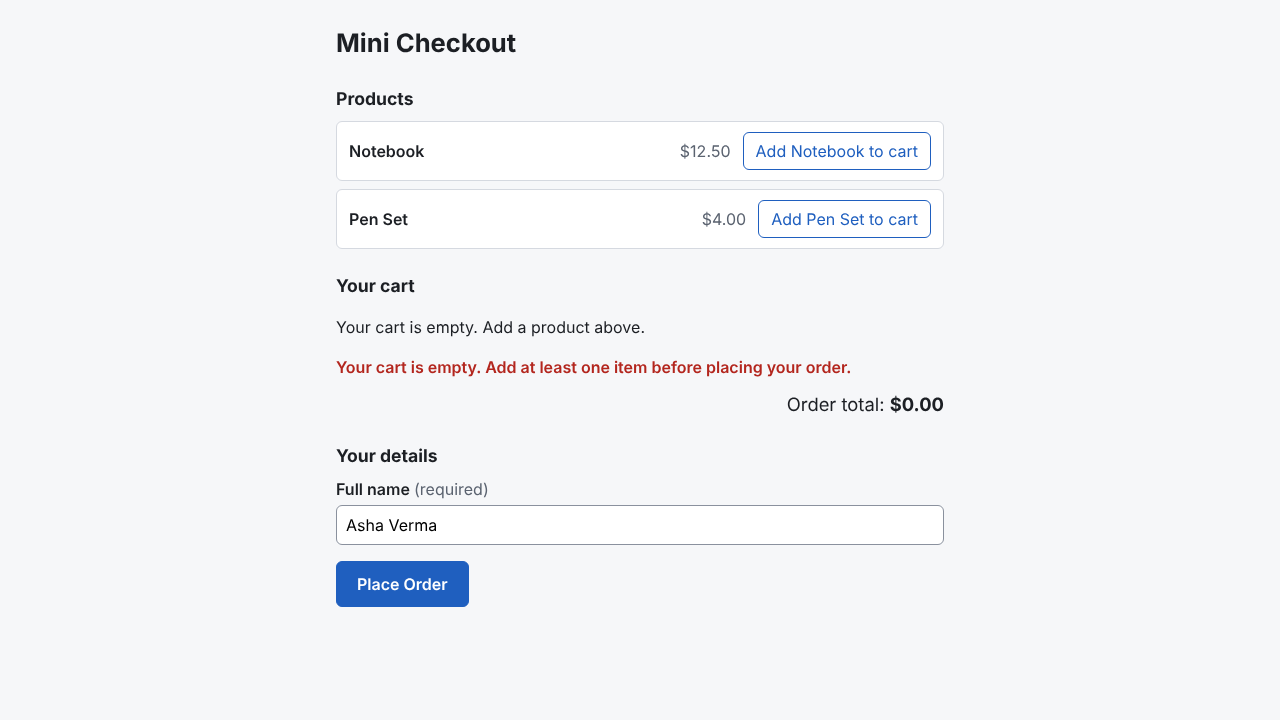 Mini Checkout
Products
Notebook $12.50 Add Notebook to cart
Pen Set $4.00 Add Pen Set to cart
Your cart
Your cart is empty. Add a product above.
Your cart is empty. Add at least one item before placing your order.
Order total: $0.00
Your details
Full name (required)
Asha Verma
Place Order